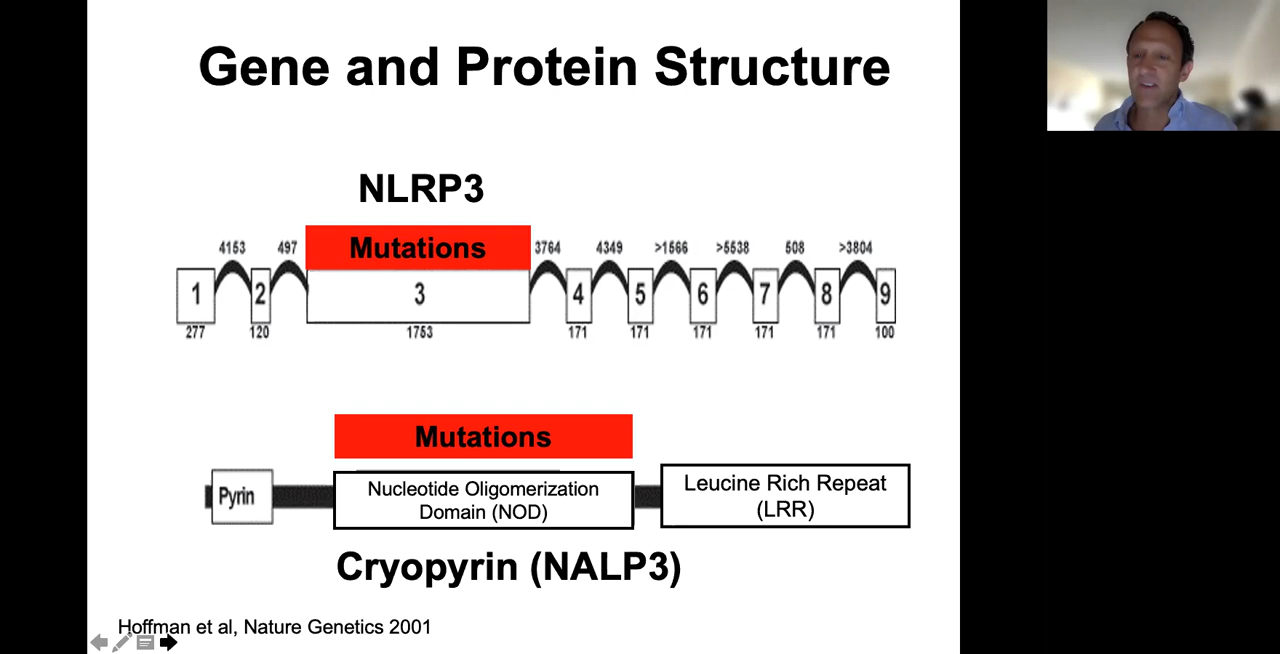 Gene and Protein Structure
NLRP3
Mutations
4153 497 3764 4349 >1566 >5538 508 >3804
1 2 3 4 5 6 7 8 9
277 120 1753 171 171 171 171 171 100
Mutations
Pyrin
Nucleotide Oligomerization
Domain (NOD)
Leucine Rich Repeat
(LRR)
Cryopyrin (NALP3)
Hoffman et al, Nature Genetics 2001